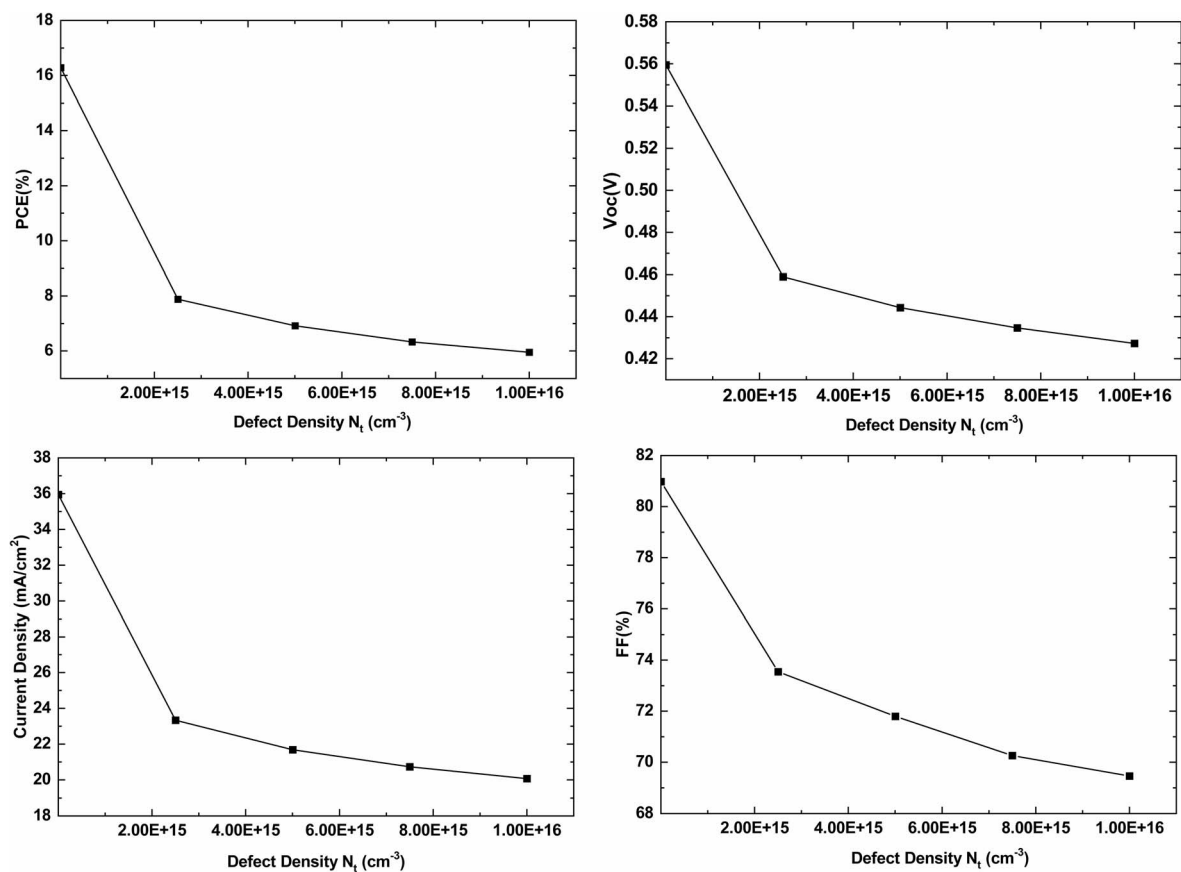 18
16
14
12
10
8
6
PCE(%)
2.00E+15 4.00E+15 6.00E+15 8.00E+15 1.00E+16
Defect Density Nt (cm-3)
0.58
0.56
0.54
0.52
0.50
0.48
0.46
0.44
0.42
Voc(V)
2.00E+15 4.00E+15 6.00E+15 8.00E+15 1.00E+16
Defect Density Nt (cm-3)
38
36
34
32
30
28
26
24
22
20
18
Current Density (mA/cm2)
2.00E+15 4.00E+15 6.00E+15 8.00E+15 1.00E+16
Defect Density Nt (cm-3)
82
80
78
76
74
72
70
68
FF(%)
2.00E+15 4.00E+15 6.00E+15 8.00E+15 1.00E+16
Defect Density Nt (cm-3)